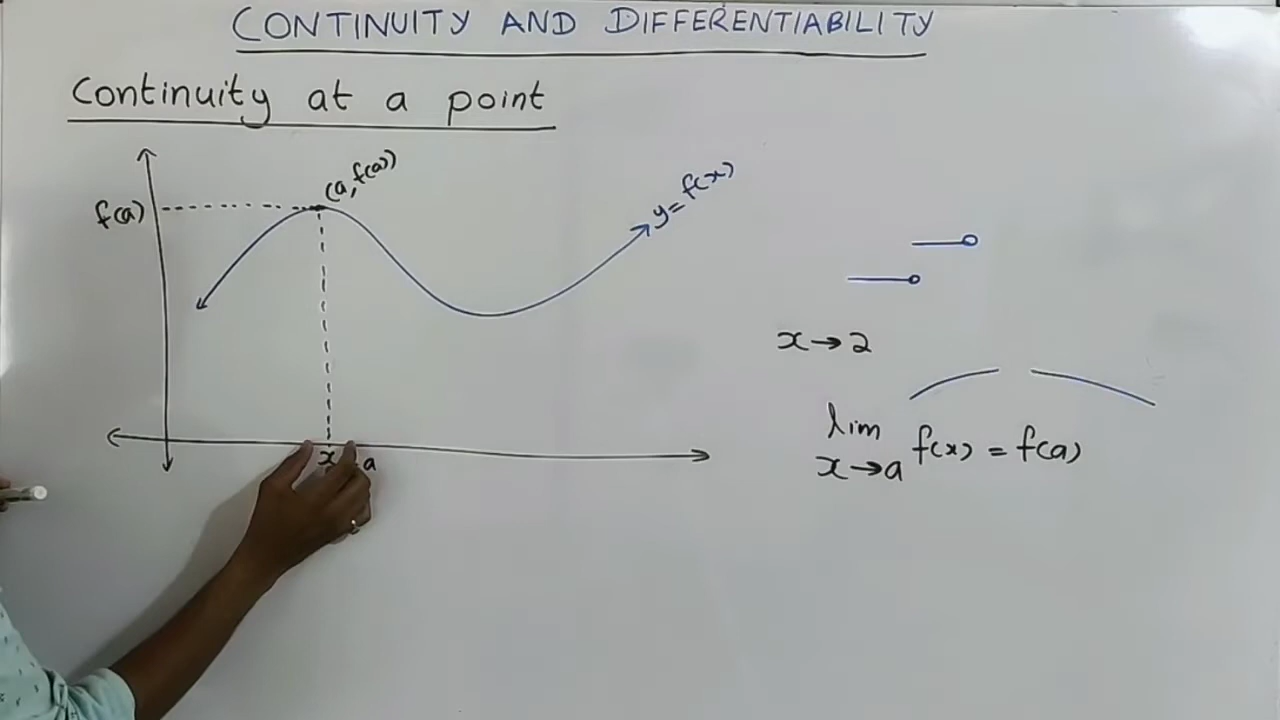 CONTINUITY AND DIFFERENTIABILITY
Continuity at a point
(a, f(a))
f(a)
y = f(x)
x → 2
lim f(x) = f(a)
x → a
x a